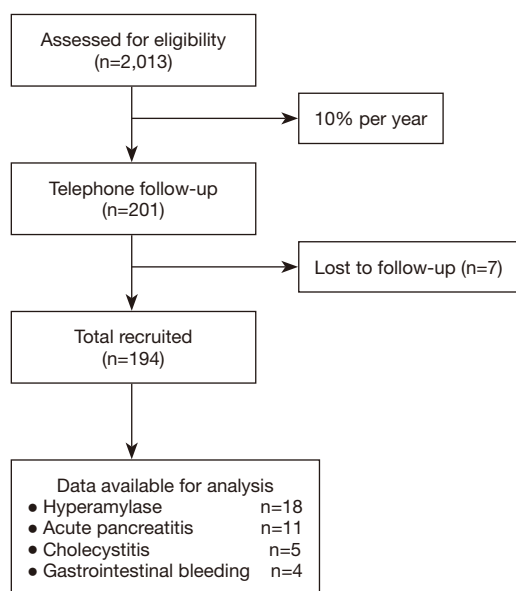 Assessed for eligibility
(n=2,013)
10% per year
Telephone follow-up
(n=201)
Lost to follow-up (n=7)
Total recruited
(n=194)
Data available for analysis
● Hyperamylase n=18
● Acute pancreatitis n=11
● Cholecystitis n=5
● Gastrointestinal bleeding n=4